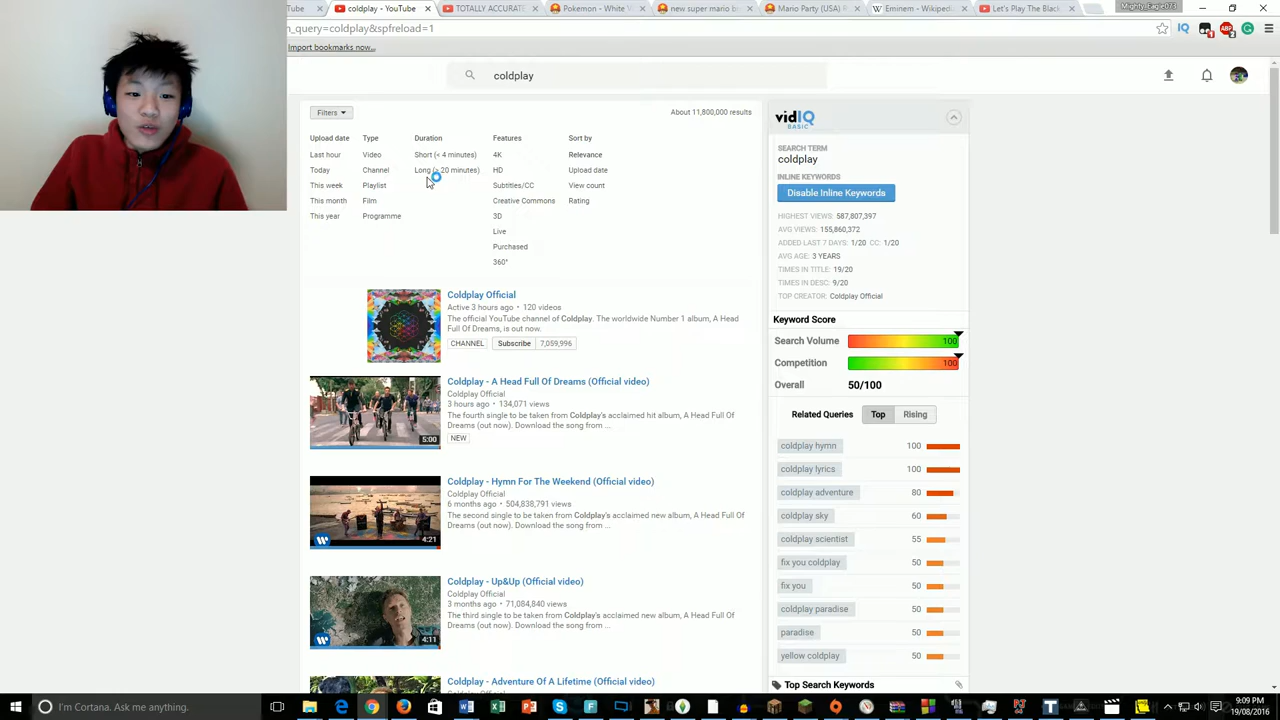 Tube
coldplay - YouTube
TOTALLY ACCURATE
Pokemon - White V
new super mario b
Mario Party (USA) R
Eminem - Wikiped
Let's Play The Black
MightyEagle073
n_query=coldplay&spfreload=1
Import bookmarks now...
coldplay
Filters
About 11,800,000 results
Upload date
Type
Duration
Features
Sort by
Last hour
Video
Short (< 4 minutes)
4K
Relevance
Today
Channel
Long (> 20 minutes)
HD
Upload date
This week
Playlist
Subtitles/CC
View count
This month
Film
Creative Commons
Rating
This year
Programme
3D
Live
Purchased
360°
Coldplay Official
Active 3 hours ago • 120 videos
The official YouTube channel of Coldplay. The worldwide Number 1 album, A Head
Full Of Dreams, is out now.
CHANNEL
Subscribe
7,059,996
Coldplay - A Head Full Of Dreams (Official video)
Coldplay Official
3 hours ago • 134,071 views
The fourth single to be taken from Coldplay's acclaimed hit album, A Head Full Of
Dreams (out now). Download the song from ...
NEW
5:00
Coldplay - Hymn For The Weekend (Official video)
Coldplay Official
6 months ago • 504,838,791 views
The second single to be taken from Coldplay's acclaimed new album, A Head Full Of
Dreams (out now). Download the song from ...
4:21
Coldplay - Up&Up (Official video)
Coldplay Official
3 months ago • 71,084,840 views
The third single to be taken from Coldplay's acclaimed new album, A Head Full Of
Dreams (out now). Download the song from ...
4:11
Coldplay - Adventure Of A Lifetime (Official video)
vidIQ
BASIC
SEARCH TERM
coldplay
INLINE KEYWORDS
Disable Inline Keywords
HIGHEST VIEWS: 587,807,397
AVG VIEWS: 155,860,372
ADDED LAST 7 DAYS: 1/20 CC: 1/20
AVG AGE: 3 YEARS
TIMES IN TITLE: 19/20
TIMES IN DESC: 9/20
TOP CREATOR: Coldplay Official
Keyword Score
Search Volume
100
Competition
100
Overall
50/100
Related Queries
Top
Rising
coldplay hymn 100
coldplay lyrics 100
coldplay adventure 80
coldplay sky 60
coldplay scientist 55
fix you coldplay 50
fix you 50
coldplay paradise 50
paradise 50
yellow coldplay 50
Top Search Keywords
I'm Cortana. Ask me anything.
9:09 PM
19/08/2016